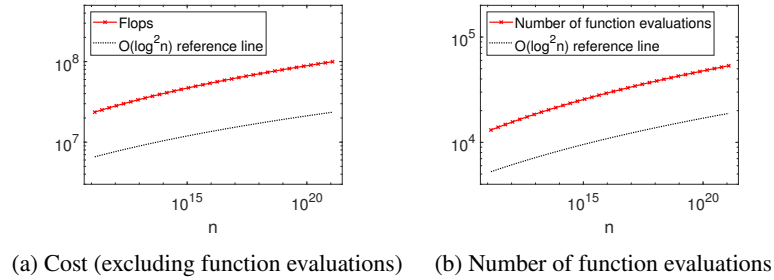 Flops
O(log²n) reference line
10⁸
10⁷
10¹⁵
10²⁰
n
(a) Cost (excluding function evaluations)
Number of function evaluations
O(log²n) reference line
10⁵
10⁴
10¹⁵
10²⁰
n
(b) Number of function evaluations